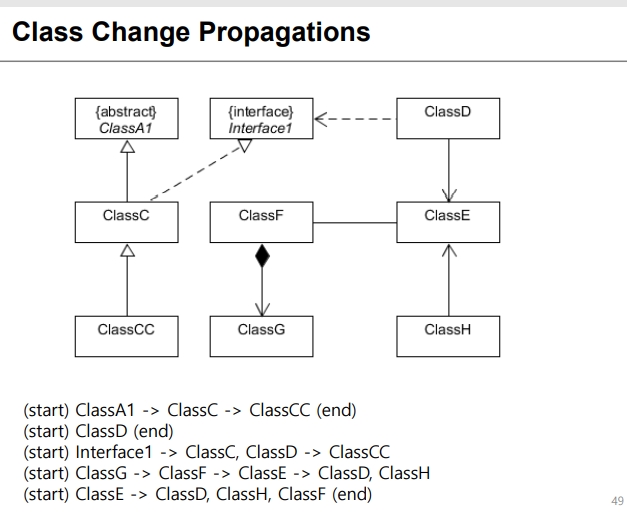 Class Change Propagations
{abstract}
ClassA1
{interface}
Interface1
ClassD
ClassC
ClassF
ClassE
ClassCC
ClassG
ClassH
(start) ClassA1 -> ClassC -> ClassCC (end)
(start) ClassD (end)
(start) Interface1 -> ClassC, ClassD -> ClassCC
(start) ClassG -> ClassF -> ClassE -> ClassD, ClassH
(start) ClassE -> ClassD, ClassH, ClassF (end)
49